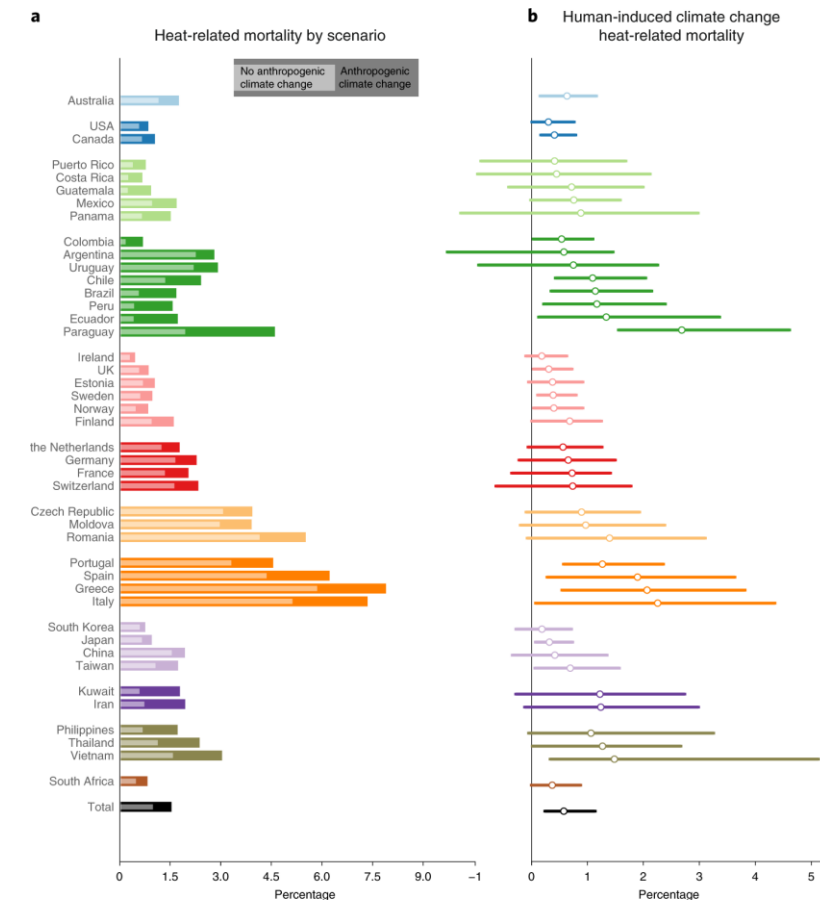 a
Heat-related mortality by scenario
No anthropogenic
climate change
Anthropogenic
climate change
Australia
USA
Canada
Puerto Rico
Costa Rica
Guatemala
Mexico
Panama
Colombia
Argentina
Uruguay
Chile
Brazil
Peru
Ecuador
Paraguay
Ireland
UK
Estonia
Sweden
Norway
Finland
the Netherlands
Germany
France
Switzerland
Czech Republic
Moldova
Romania
Portugal
Spain
Greece
Italy
South Korea
Japan
China
Taiwan
Kuwait
Iran
Philippines
Thailand
Vietnam
South Africa
Total
0 1.5 3.0 4.5 6.0 7.5 9.0
Percentage
b
Human-induced climate change
heat-related mortality
−1 0 1 2 3 4 5
Percentage